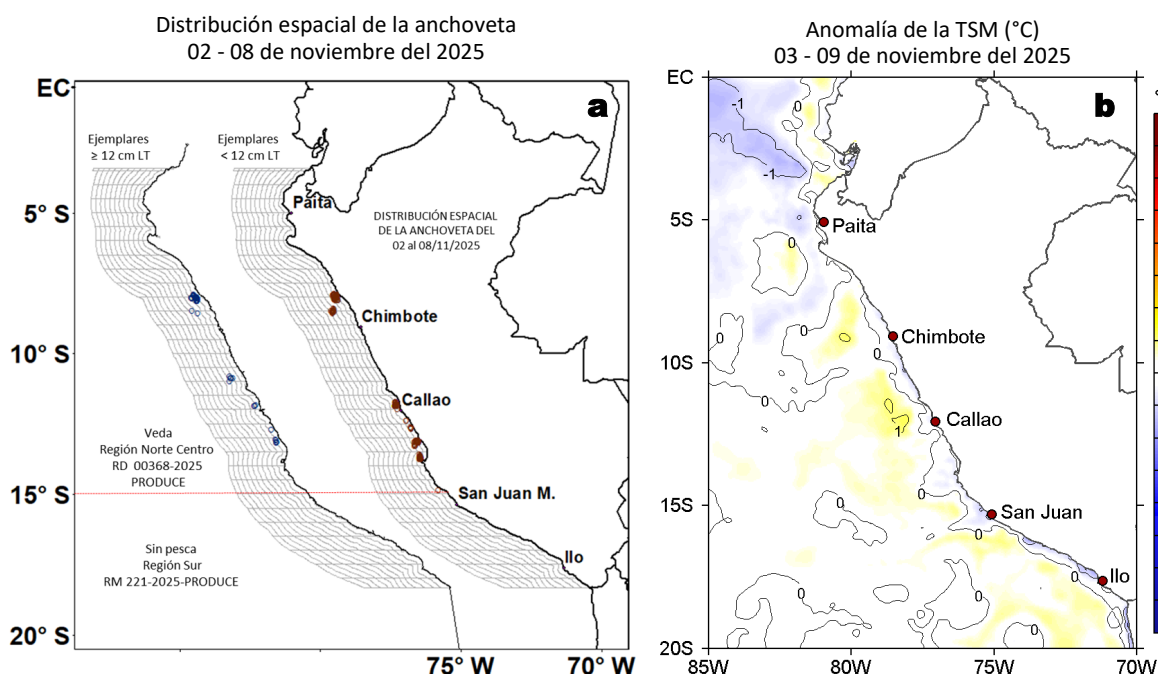 Distribución espacial de la anchoveta
02 - 08 de noviembre del 2025
EC
5° S
10° S
15° S
20° S
75° W
70° W
a
Ejemplares
≥ 12 cm LT
Ejemplares
< 12 cm LT
Paita
DISTRIBUCIÓN ESPACIAL
DE LA ANCHOVETA DEL
02 al 08/11/2025
Chimbote
Callao
Veda
Región Norte Centro
RD 00368-2025
PRODUCE
San Juan M.
Sin pesca
Región Sur
RM 221-2025-PRODUCE
Ilo
Anomalía de la TSM (°C)
03 - 09 de noviembre del 2025
EC
5S
10S
15S
20S
85W
80W
75W
70W
b
-1
0
-1
0
Paita
0
0
0
Chimbote
0
0
Callao
1
0
0
San Juan
0
0
Ilo
0
0
0